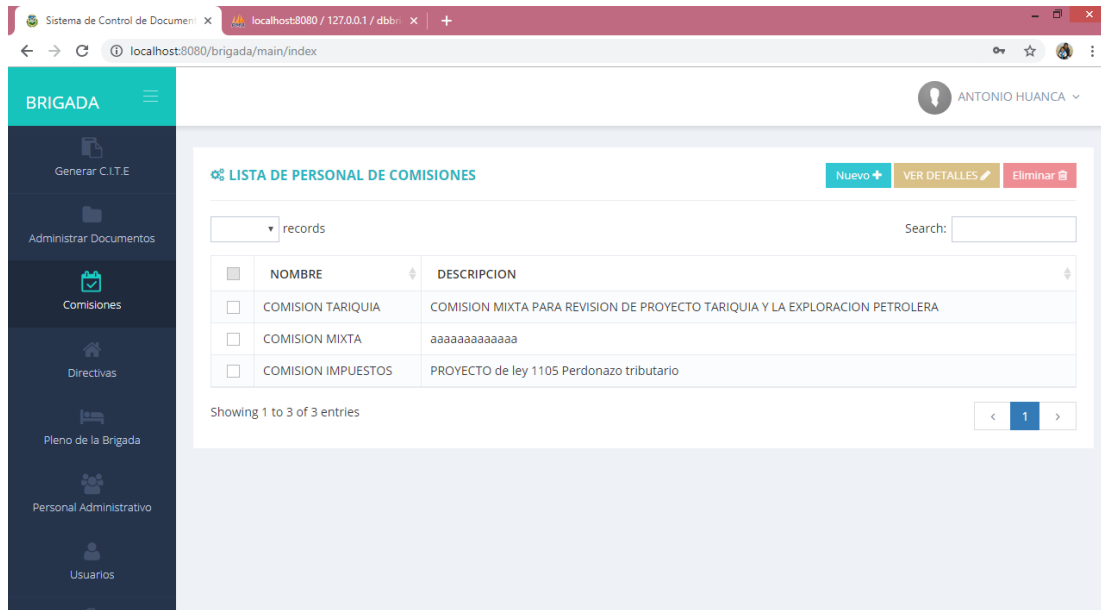 Sistema de Control de Document
localhost:8080 / 127.0.0.1 / dbbri
localhost:8080/brigada/main/index
BRIGADA
ANTONIO HUANCA
Generar C.I.T.E
Administrar Documentos
Comisiones
Directivas
Pleno de la Brigada
Personal Administrativo
Usuarios
LISTA DE PERSONAL DE COMISIONES
Nuevo
VER DETALLES
Eliminar
records
Search:
NOMBRE DESCRIPCION
COMISION TARIQUIA COMISION MIXTA PARA REVISION DE PROYECTO TARIQUIA Y LA EXPLORACION PETROLERA
COMISION MIXTA aaaaaaaaaaaaa
COMISION IMPUESTOS PROYECTO de ley 1105 Perdonazo tributario
Showing 1 to 3 of 3 entries
< 1 >